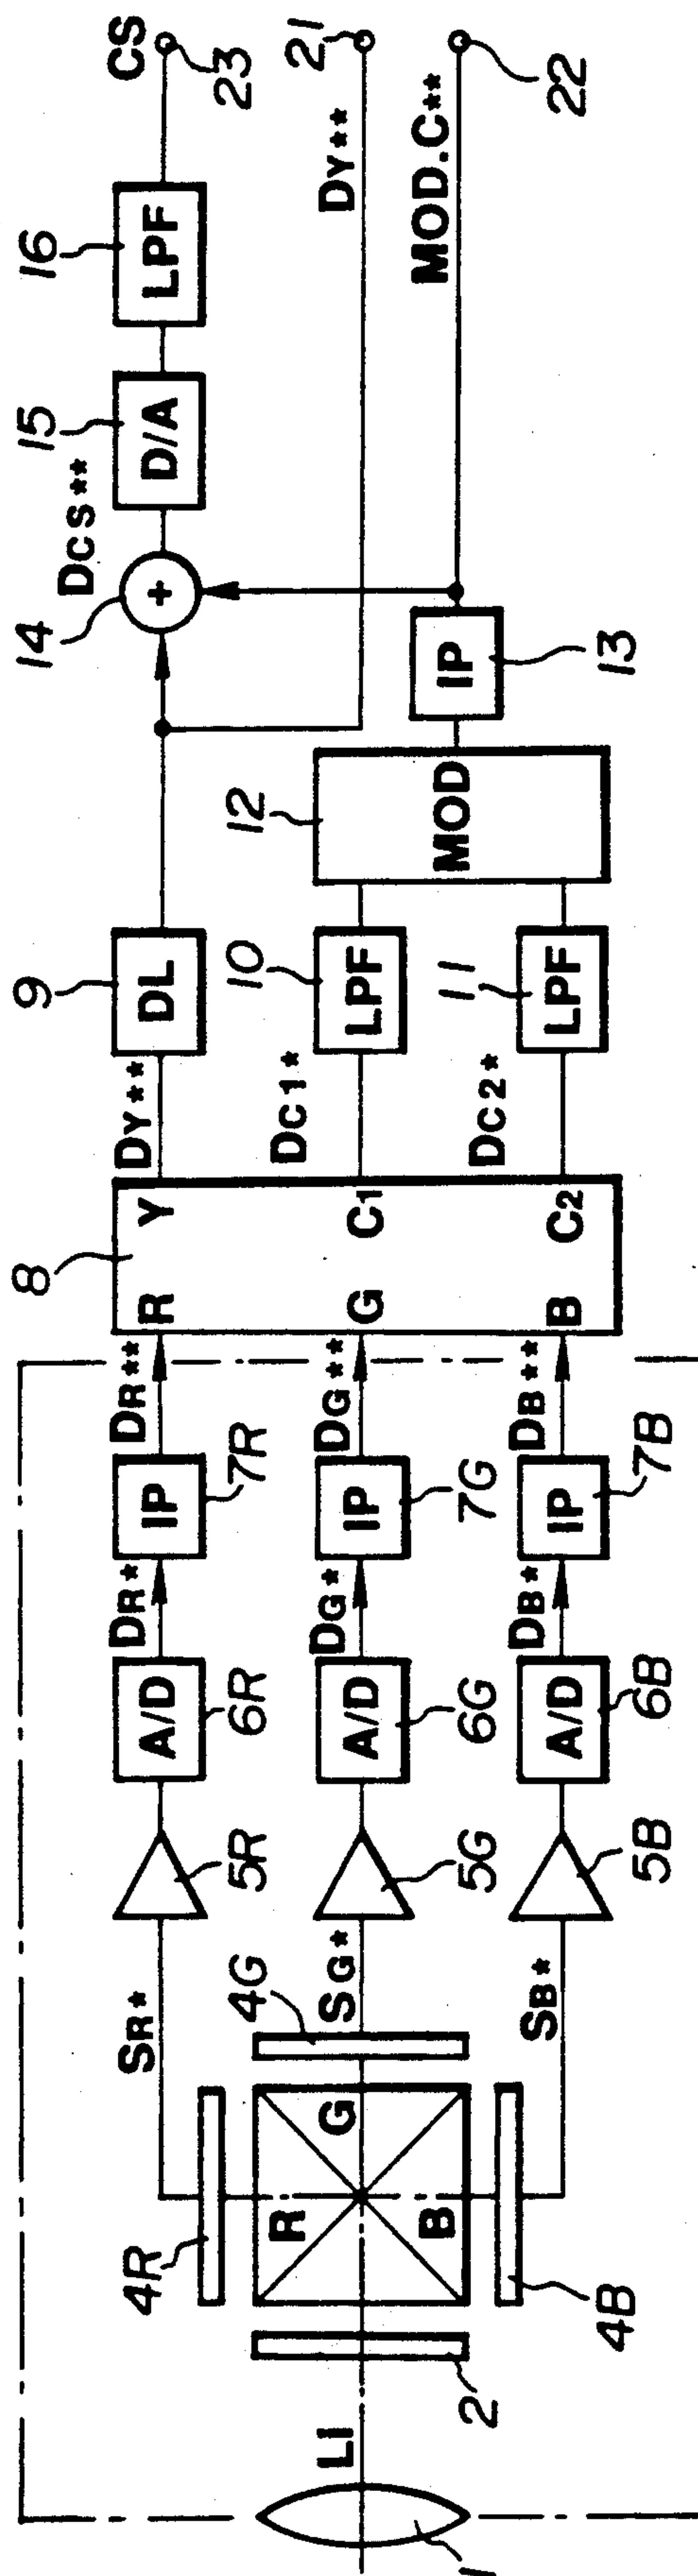 CS
23
16
LPF
15
D/A
DCS**
14
+
21
DY**
MOD.C**
22
IP
13
12
MOD
9
DL
10
LPF
11
LPF
DY**
DC1*
DC2*
8
R
Y
G
C1
B
C2
DR**
DG**
DB**
IP
7R
IP
7G
IP
7B
DR*
DG*
DB*
A/D
6R
A/D
6G
A/D
6B
5R
5G
5B
SR*
4G
SG*
SB*
4R
R
G
B
4B
2
LI
1